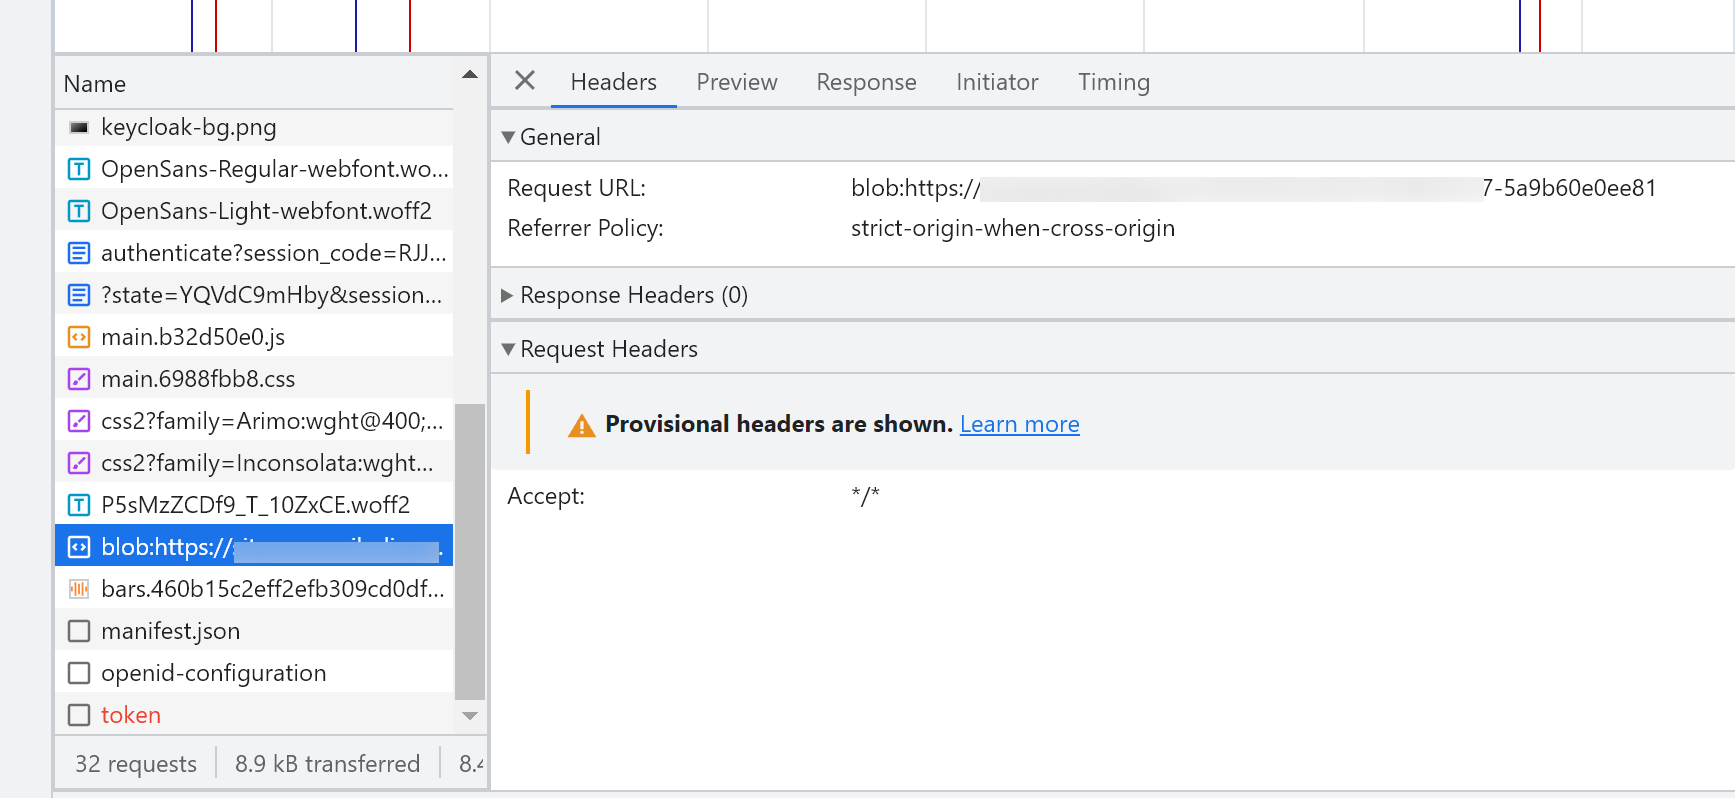 Name
keycloak-bg.png
OpenSans-Regular-webfont.wo...
OpenSans-Light-webfont.woff2
authenticate?session_code=RJJ...
?state=YQVdC9mHby&session...
main.b32d50e0.js
main.6988fbb8.css
css2?family=Arimo:wght@400;...
css2?family=Inconsolata:wght...
P5sMzZCDf9_T_10ZxCE.woff2
blob:https://
bars.460b15c2eff2efb309cd0df...
manifest.json
openid-configuration
token
32 requests 8.9 kB transferred 8.4
Headers Preview Response Initiator Timing
General
Request URL: blob:https:// 7-5a9b60e0ee81
Referrer Policy: strict-origin-when-cross-origin
Response Headers (0)
Request Headers
Provisional headers are shown. Learn more
Accept: */*